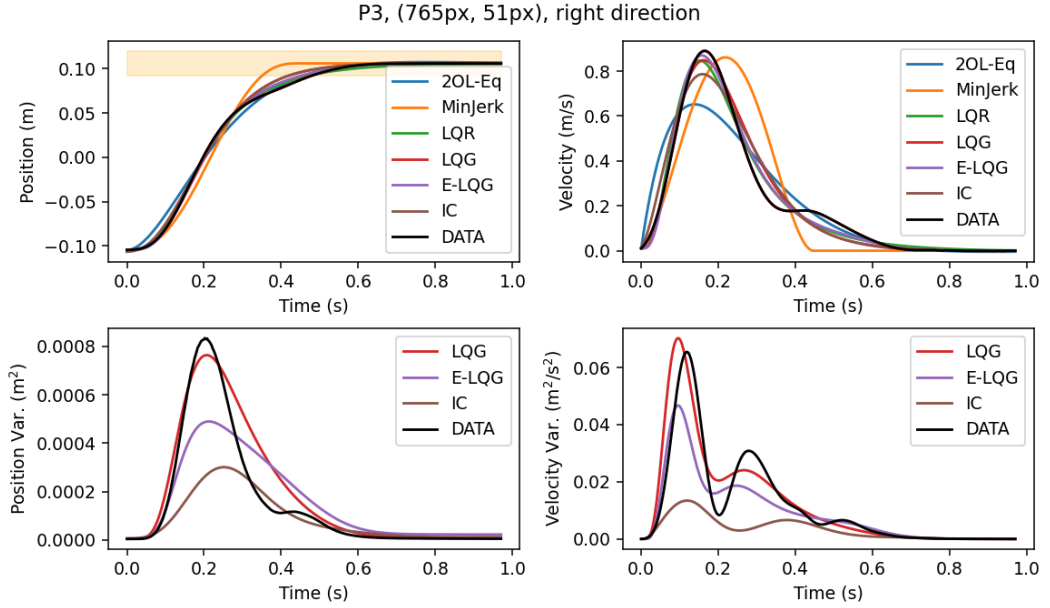 P3, (765px, 51px), right direction
Position (m)
0.10
0.05
0.00
−0.05
−0.10
0.0 0.2 0.4 0.6 0.8 1.0
Time (s)
2OL-Eq
MinJerk
LQR
LQG
E-LQG
IC
DATA
Velocity (m/s)
0.8
0.6
0.4
0.2
0.0
0.0 0.2 0.4 0.6 0.8 1.0
Time (s)
2OL-Eq
MinJerk
LQR
LQG
E-LQG
IC
DATA
Position Var. (m²)
0.0008
0.0006
0.0004
0.0002
0.0000
0.0 0.2 0.4 0.6 0.8 1.0
Time (s)
LQG
E-LQG
IC
DATA
Velocity Var. (m²/s²)
0.06
0.04
0.02
0.00
0.0 0.2 0.4 0.6 0.8 1.0
Time (s)
LQG
E-LQG
IC
DATA